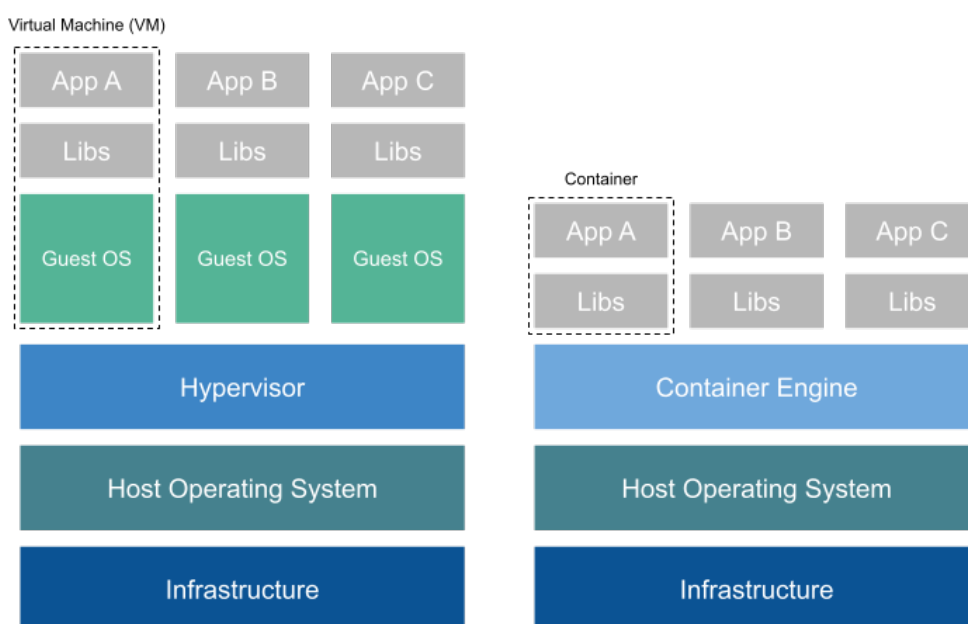 Virtual Machine (VM)
App A
App B
App C
Libs
Libs
Libs
Guest OS
Guest OS
Guest OS
Hypervisor
Host Operating System
Infrastructure
Container
App A
App B
App C
Libs
Libs
Libs
Container Engine
Host Operating System
Infrastructure